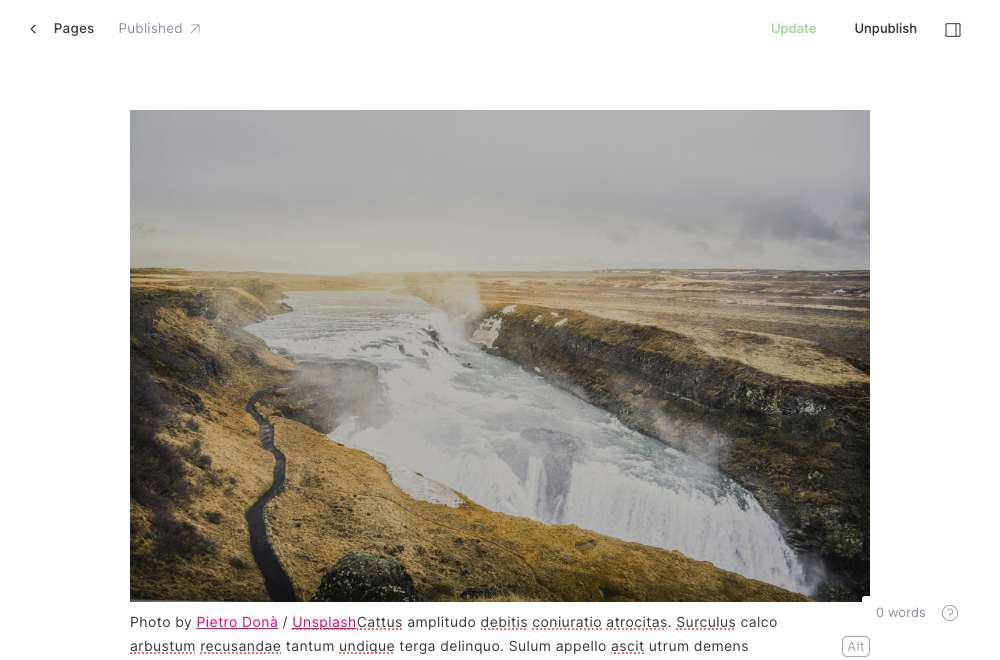 Pages Published Update Unpublish
Photo by Pietro Donà / UnsplashCattus amplitudo debitis coniuratio atrocitas. Surculus calco
arbustum recusandae tantum undique terga delinquo. Sulum appello ascit utrum demens
0 words ?
Alt